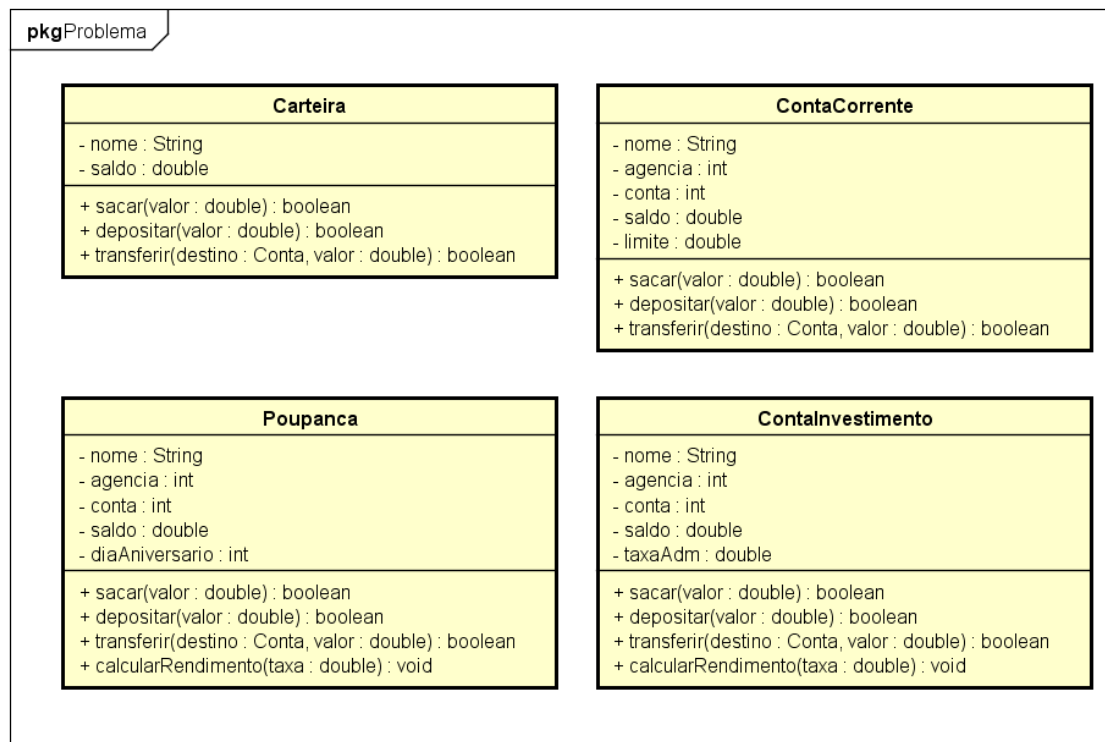 pkg Problema
Carteira
- nome : String
- saldo : double
+ sacar(valor : double) : boolean
+ depositar(valor : double) : boolean
+ transferir(destino : Conta, valor : double) : boolean
ContaCorrente
- nome : String
- agencia : int
- conta : int
- saldo : double
- limite : double
+ sacar(valor : double) : boolean
+ depositar(valor : double) : boolean
+ transferir(destino : Conta, valor : double) : boolean
Poupanca
- nome : String
- agencia : int
- conta : int
- saldo : double
- diaAniversario : int
+ sacar(valor : double) : boolean
+ depositar(valor : double) : boolean
+ transferir(destino : Conta, valor : double) : boolean
+ calcularRendimento(taxa : double) : void
ContaInvestimento
- nome : String
- agencia : int
- conta : int
- saldo : double
- taxaAdm : double
+ sacar(valor : double) : boolean
+ depositar(valor : double) : boolean
+ transferir(destino : Conta, valor : double) : boolean
+ calcularRendimento(taxa : double) : void